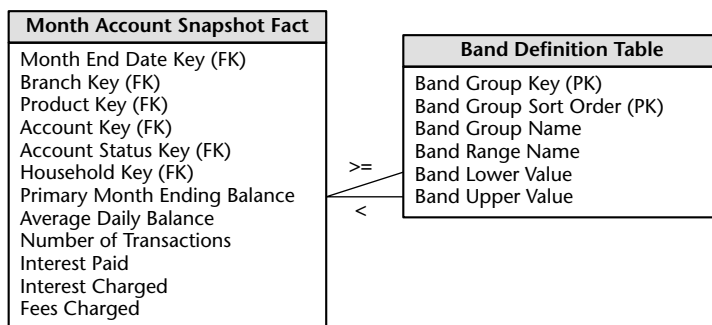 Month Account Snapshot Fact
Month End Date Key (FK)
Branch Key (FK)
Product Key (FK)
Account Key (FK)
Account Status Key (FK)
Household Key (FK)
Primary Month Ending Balance
Average Daily Balance
Number of Transactions
Interest Paid
Interest Charged
Fees Charged
>=
<
Band Definition Table
Band Group Key (PK)
Band Group Sort Order (PK)
Band Group Name
Band Range Name
Band Lower Value
Band Upper Value